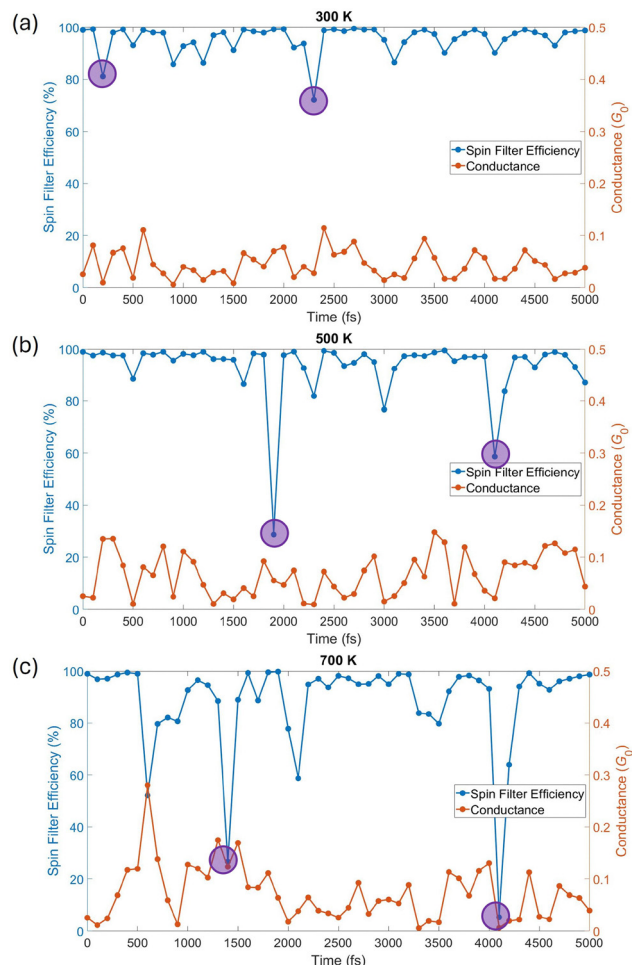 (a)
300 K
100
80
60
40
20
0
Spin Filter Efficiency (%)
0.5
0.4
0.3
0.2
0.1
0
Conductance (G0)
Spin Filter Efficiency
Conductance
0 500 1000 1500 2000 2500 3000 3500 4000 4500 5000
Time (fs)
(b)
500 K
100
80
60
40
20
0
Spin Filter Efficiency (%)
0.5
0.4
0.3
0.2
0.1
0
Conductance (G0)
Spin Filter Efficiency
Conductance
0 500 1000 1500 2000 2500 3000 3500 4000 4500 5000
Time (fs)
(c)
700 K
100
80
60
40
20
0
Spin Filter Efficiency (%)
0.5
0.4
0.3
0.2
0.1
0
Conductance (G0)
Spin Filter Efficiency
Conductance
0 500 1000 1500 2000 2500 3000 3500 4000 4500 5000
Time (fs)